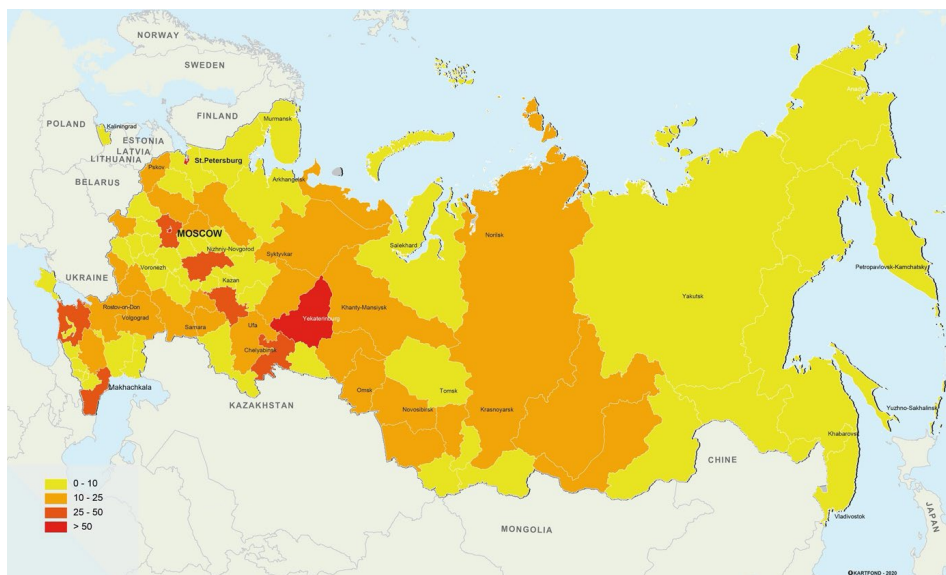 NORWAY
SWEDEN
FINLAND
Murmansk
POLAND
Kaliningrad
ESTONIA
LATVIA
LITHUANIA
St.Petersburg
Pskov
BELARUS
Arkhangelsk
MOSCOW
Nizhniy-Novgorod
Syktyvkar
Salekhard
Norilsk
Anadyr
UKRAINE
Voronezh
Kazan
Petropavlovsk-Kamchatsky
Yakutsk
Rostov-on-Don
Volgograd
Samara
Ufa
Yekaterinburg
Khanty-Mansiysk
Chelyabinsk
Makhachkala
KAZAKHSTAN
Omsk
Tomsk
Novosibirsk
Krasnoyarsk
Yuzhno-Sakhalinsk
Khabarovsk
CHINE
Vladivostok
MONGOLIA
JAPAN
0 - 10
10 - 25
25 - 50
> 50
©KARTFOND - 2020